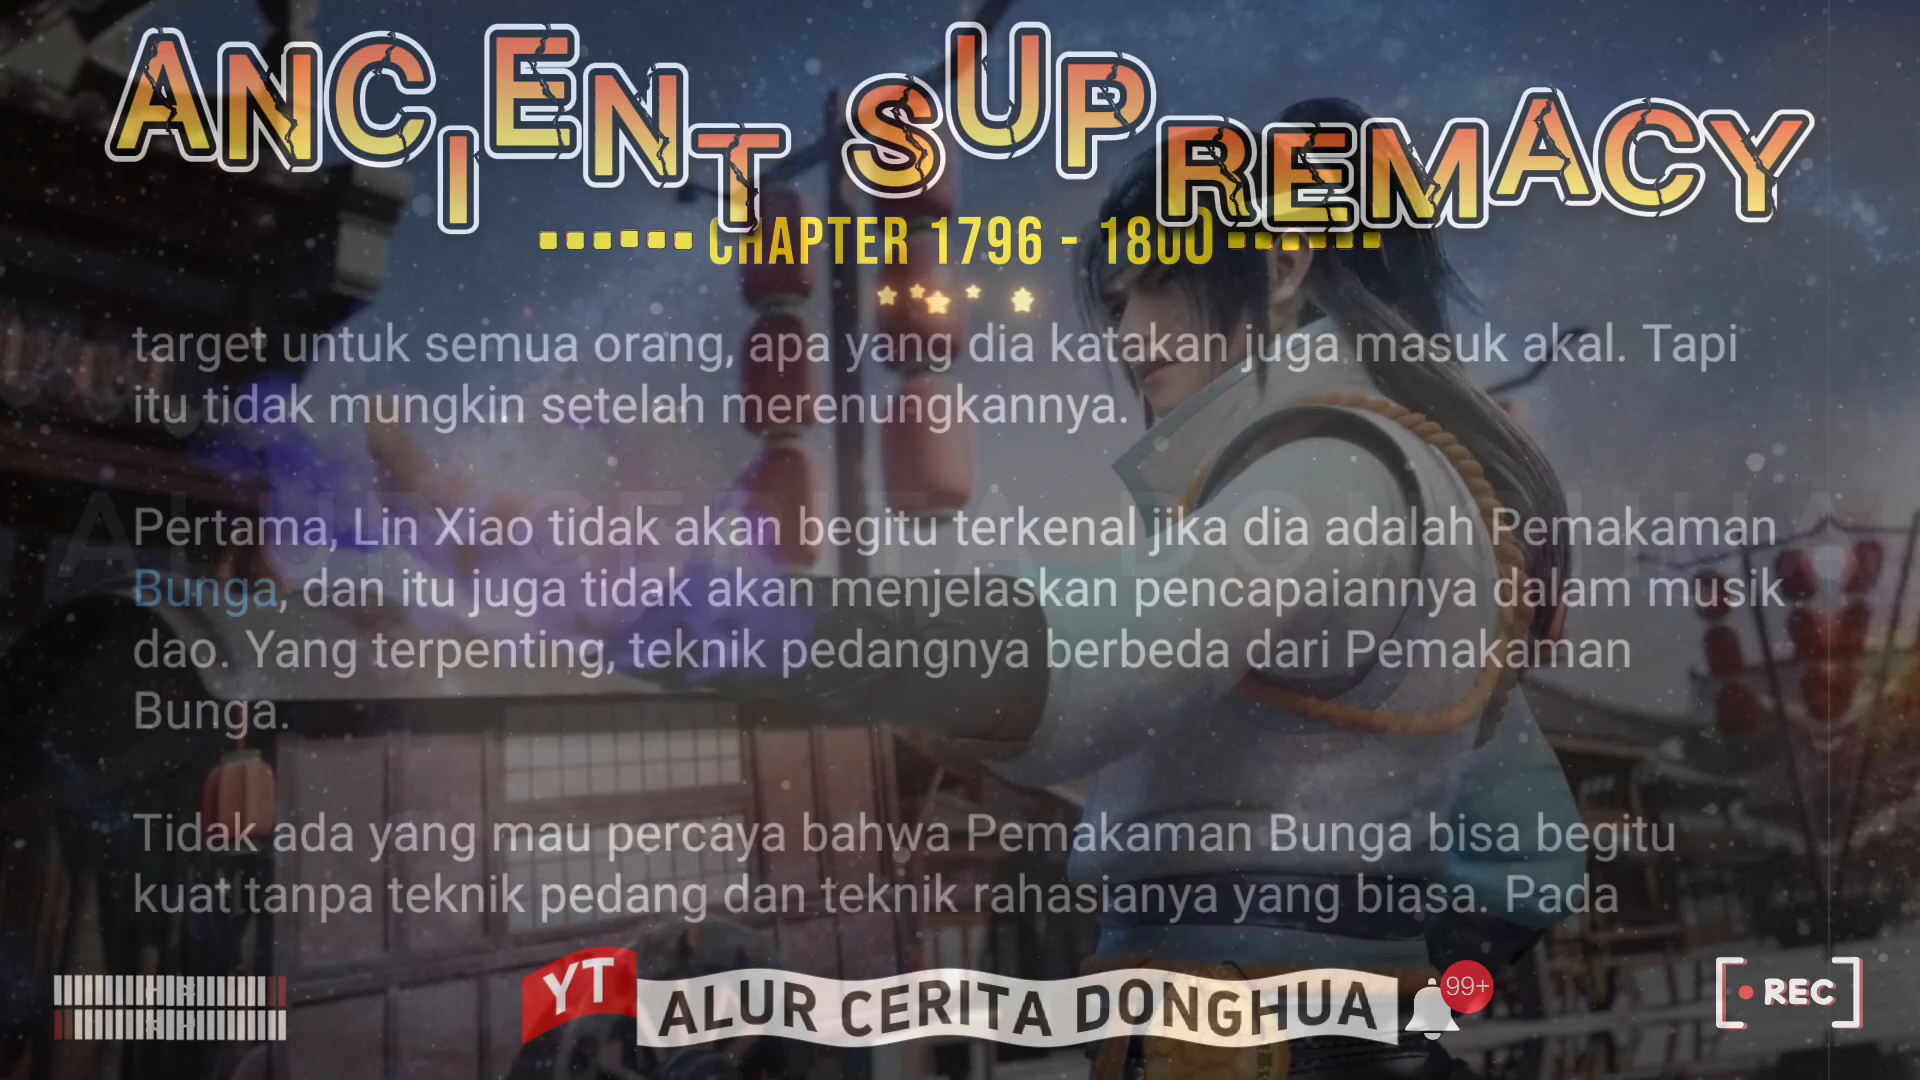 ANCIENT SUPREMACY
CHAPTER 1796 - 1800
target untuk semua orang, apa yang dia katakan juga masuk akal. Tapi
itu tidak mungkin setelah merenungkannya.
ALUR CERITA DONGHUA
Pertama, Lin Xiao tidak akan begitu terkenal jika dia adalah Pemakaman
Bunga, dan itu juga tidak akan menjelaskan pencapaiannya dalam musik
dao. Yang terpenting, teknik pedangnya berbeda dari Pemakaman
Bunga.
Tidak ada yang mau percaya bahwa Pemakaman Bunga bisa begitu
kuat tanpa teknik pedang dan teknik rahasianya yang biasa. Pada
YT ALUR CERITA DONGHUA 99+
REC